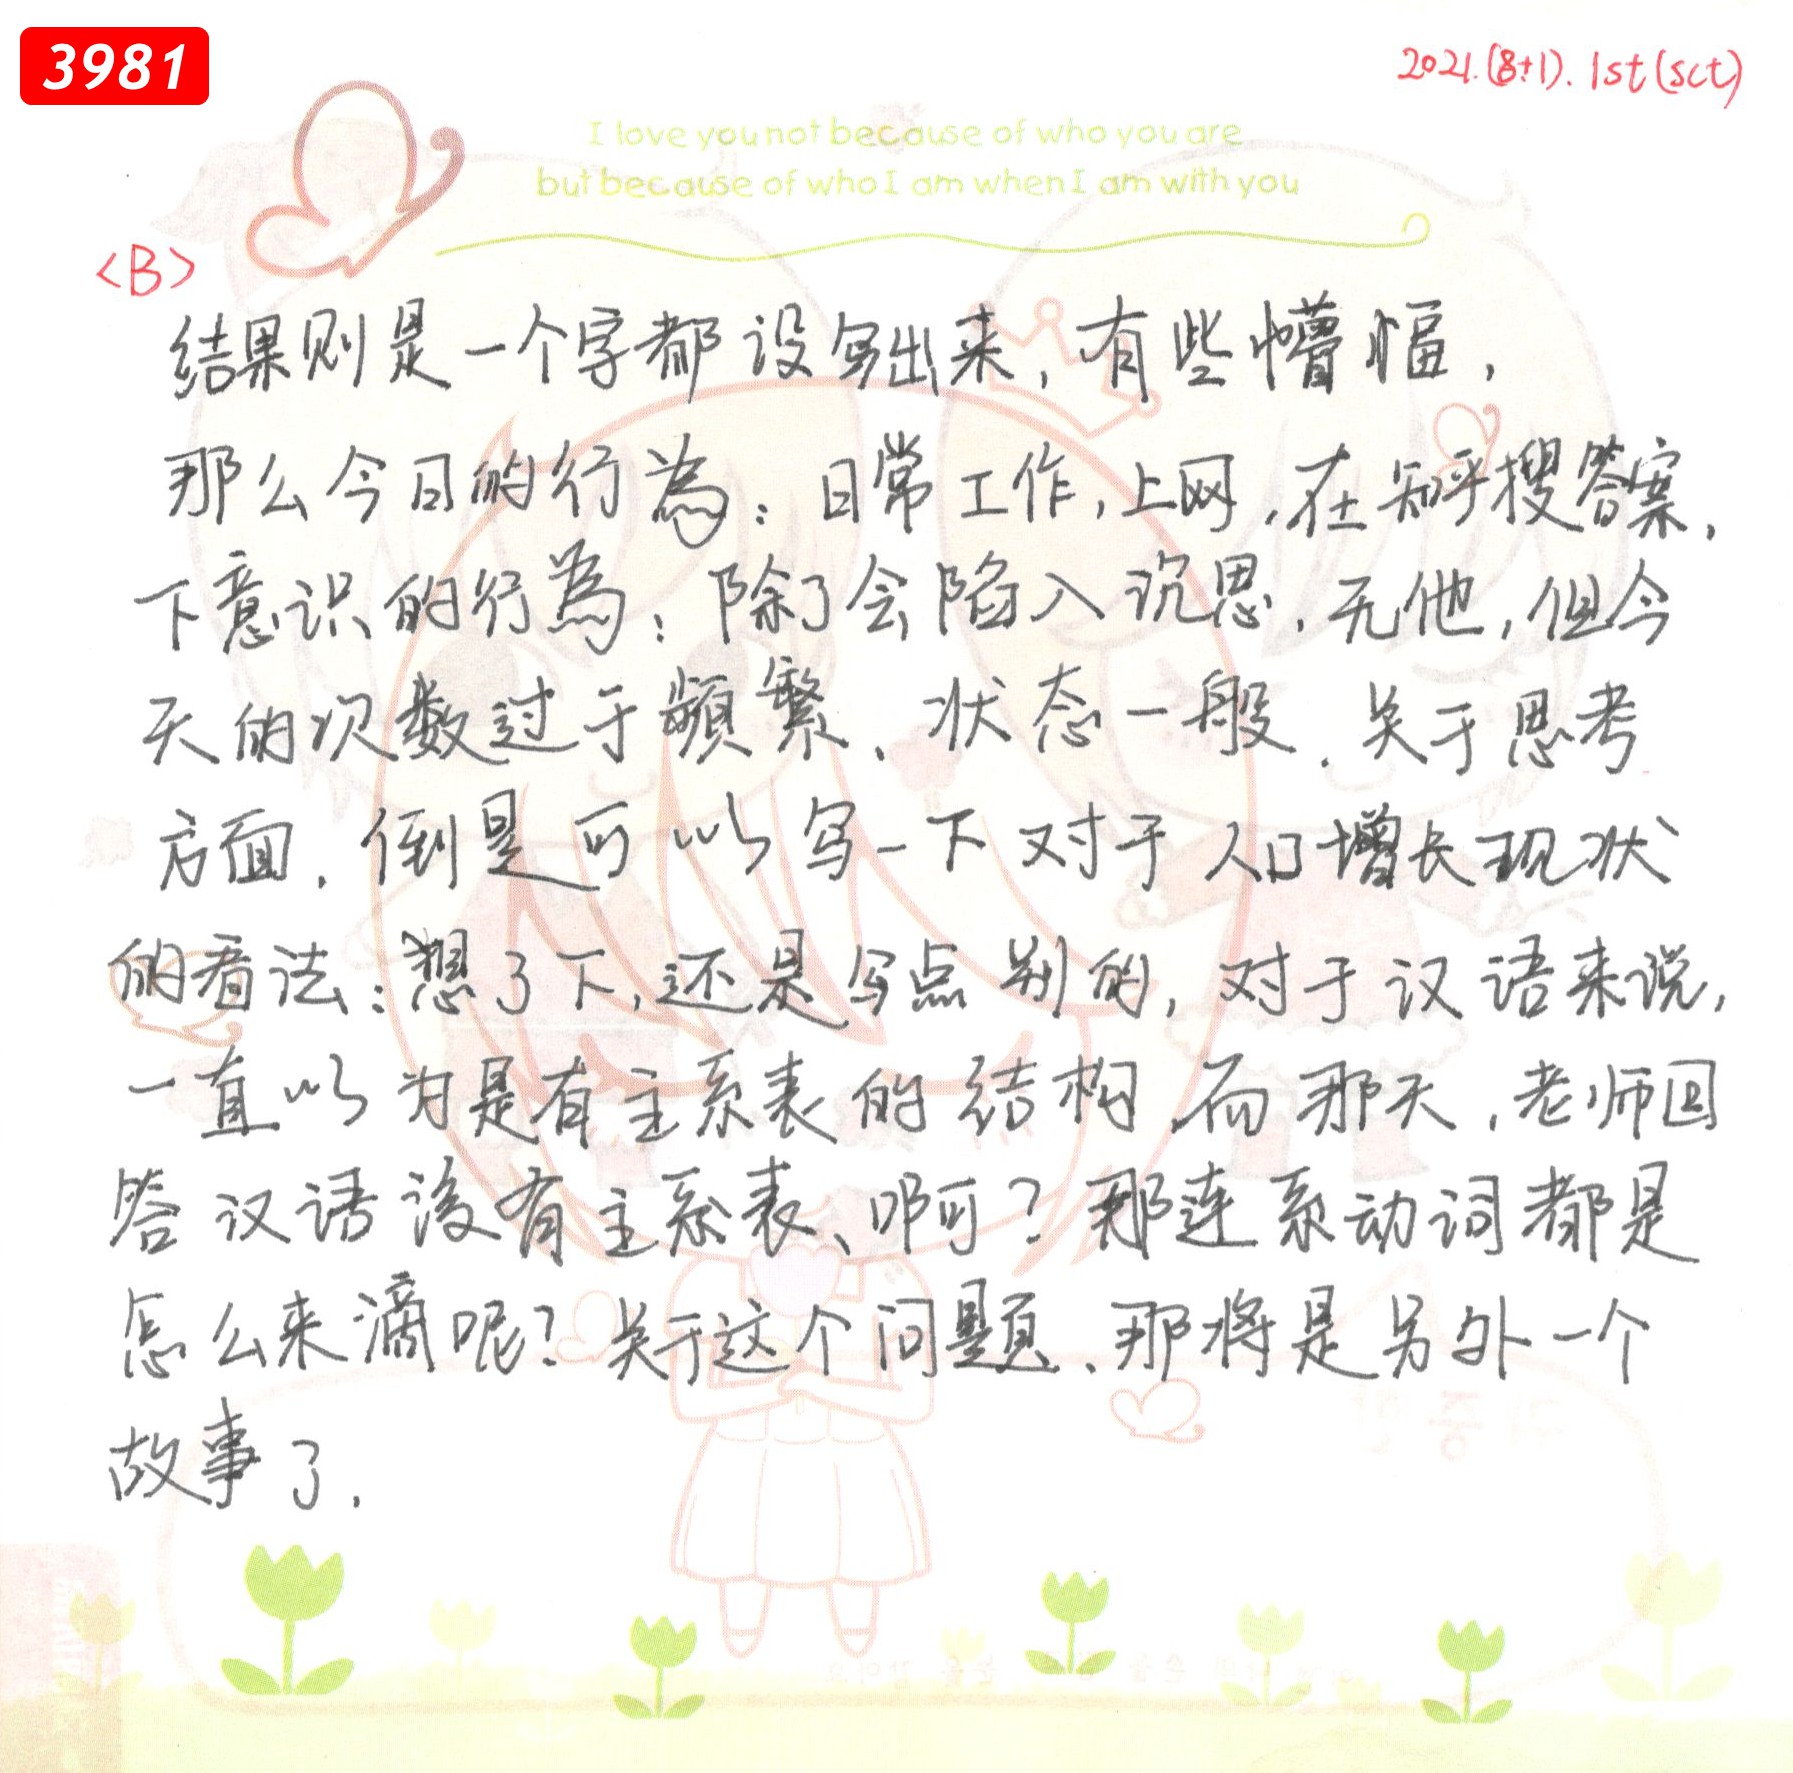 3981
2021.(8+1). 1st(sct)
I love you not because of who you are
but because of who I am when I am with you
<B>
结果则是一个字都没写出来，有些懵愊，
那么今日的行為：日常工作，上网，在知乎搜答案，
下意识的行為：除了会陷入沉思，无他，但今
天的次数过于頻繁、状态一般．关于思考
方面，倒是可以写一下对于人口增长现状
的看法：想了下，还是写点别的，对于汉语来说，
一直以为是有主系表的结构，而那天，老师回
答汉语没有主系表、啊？那连系动词都是
怎么来滴呢？关于这个问题、那将是另外一个
故事了．